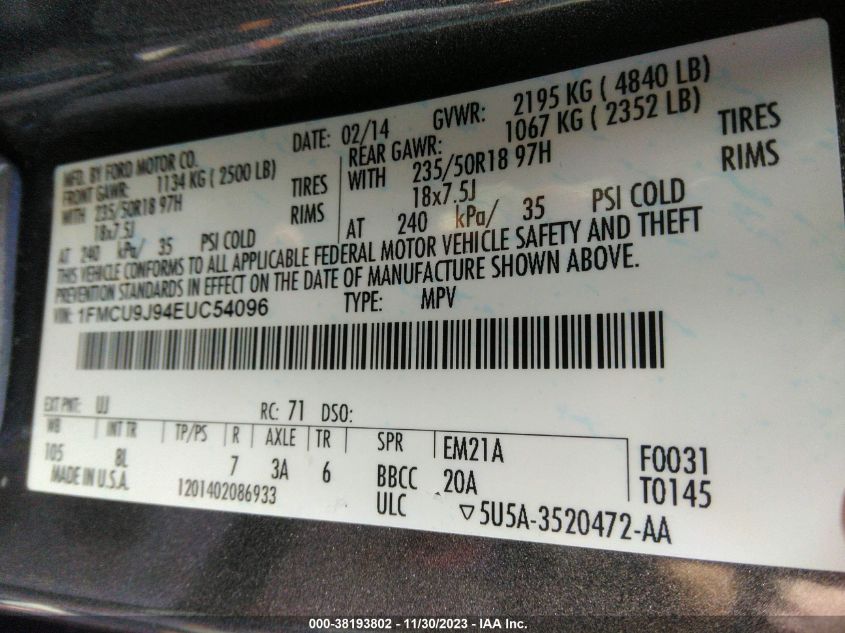 MFD. BY FORD MOTOR CO.
DATE: 02/14
GVWR: 2195 KG ( 4840 LB)
FRONT GAWR: 1134 KG ( 2500 LB)
WITH 235/50R18 97H TIRES
18x7.5J RIMS
AT 240 kPa/ 35 PSI COLD
REAR GAWR: 1067 KG ( 2352 LB)
WITH 235/50R18 97H TIRES
18x7.5J RIMS
AT 240 kPa/ 35 PSI COLD
THIS VEHICLE CONFORMS TO ALL APPLICABLE FEDERAL MOTOR VEHICLE SAFETY AND THEFT
PREVENTION STANDARDS IN EFFECT ON THE DATE OF MANUFACTURE SHOWN ABOVE.
VIN: 1FMCU9J94EUC54096 TYPE: MPV
EXT PNT: UJ RC: 71 DSO:
WB INT TR TP/PS R AXLE TR SPR EM21A F0031
105 8L 7 3A 6 BBCC 20A T0145
MADE IN U.S.A. 1201402086933 ULC ▽5U5A-3520472-AA
000-38193802 - 11/30/2023 - IAA Inc.